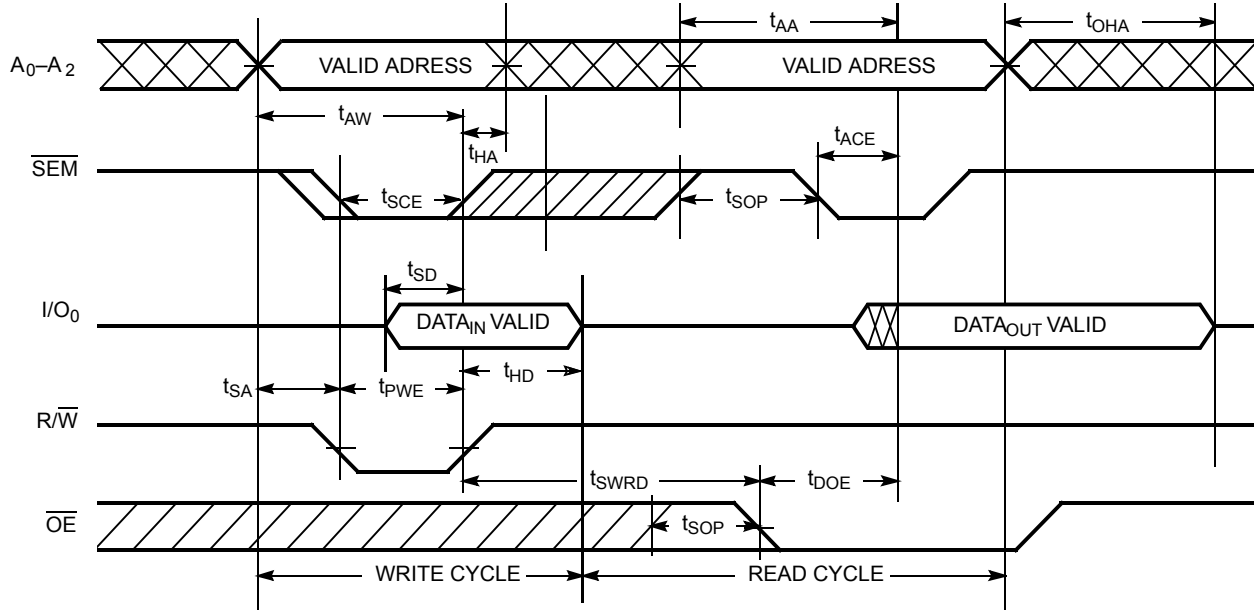 tAA
tOHA
A0–A2
VALID ADRESS
VALID ADRESS
tAW
tHA
tACE
SEM
tSCE
tSOP
tSD
I/O0
DATAIN VALID
DATAOUT VALID
tSA
tPWE
tHD
R/W
tSWRD
tDOE
OE
tSOP
WRITE CYCLE
READ CYCLE